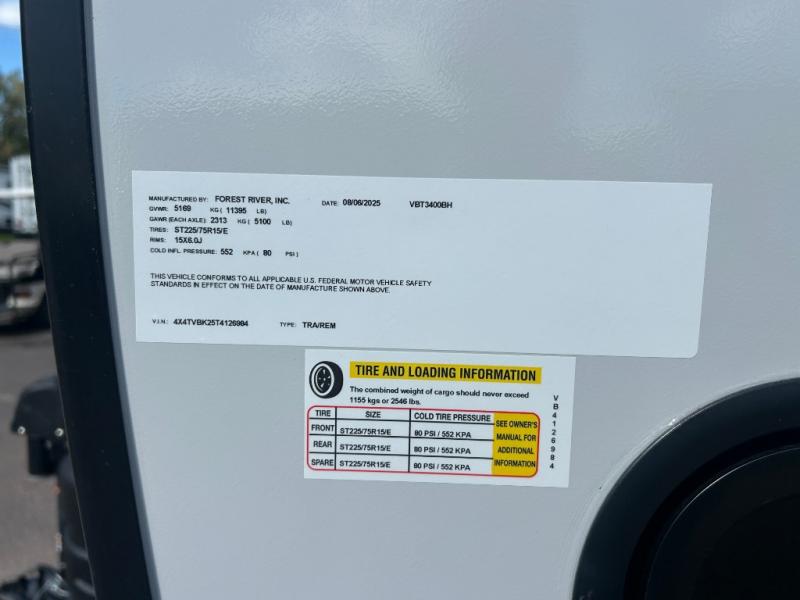 MANUFACTURED BY: FOREST RIVER, INC. DATE: 08/06/2025 VBT3400BH
GVWR: 5169 KG ( 11395 LB)
GAWR (EACH AXLE): 2313 KG ( 5100 LB)
TIRES: ST225/75R15/E
RIMS: 15X6.0J
COLD INFL. PRESSURE: 552 KPA ( 80 PSI )
THIS VEHICLE CONFORMS TO ALL APPLICABLE U.S. FEDERAL MOTOR VEHICLE SAFETY
STANDARDS IN EFFECT ON THE DATE OF MANUFACTURE SHOWN ABOVE.
V.I.N.: 4X4TVBK25T4126984 TYPE: TRA/REM
TIRE AND LOADING INFORMATION
The combined weight of cargo should never exceed
1155 kgs or 2546 lbs.
TIRE SIZE COLD TIRE PRESSURE
FRONT ST225/75R15/E 80 PSI / 552 KPA
REAR ST225/75R15/E 80 PSI / 552 KPA
SPARE ST225/75R15/E 80 PSI / 552 KPA
SEE OWNER'S
MANUAL FOR
ADDITIONAL
INFORMATION
VB4126984